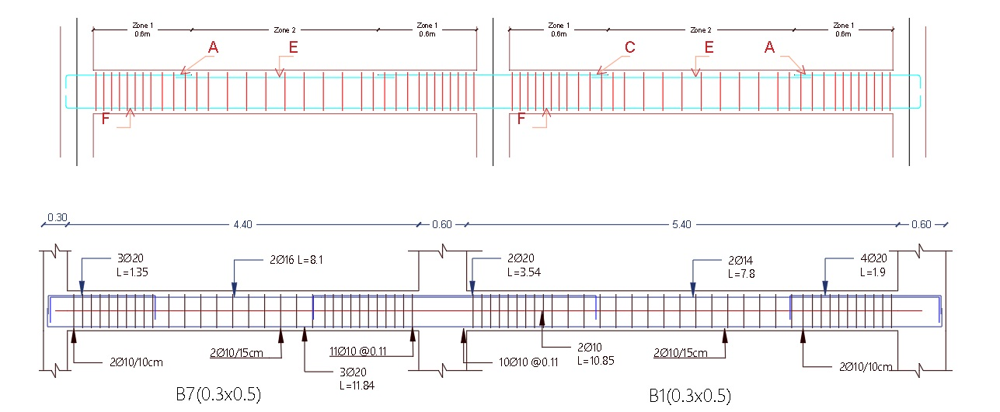 Zone 1
0.6m
Zone 2
Zone 1
0.6m
Zone 1
0.6m
Zone 2
Zone 1
0.6m
A
E
C
E
A
F
F
0.30
4.40
0.60
5.40
0.60
3Ø20
L=1.35
2Ø16 L=8.1
2Ø20
L=3.54
2Ø14
L=7.8
4Ø20
L=1.9
2Ø10/10cm
2Ø10/15cm
11Ø10 @0.11
3Ø20
L=11.84
10Ø10 @0.11
2Ø10
L=10.85
2Ø10/15cm
2Ø10/10cm
B7(0.3x0.5)
B1(0.3x0.5)